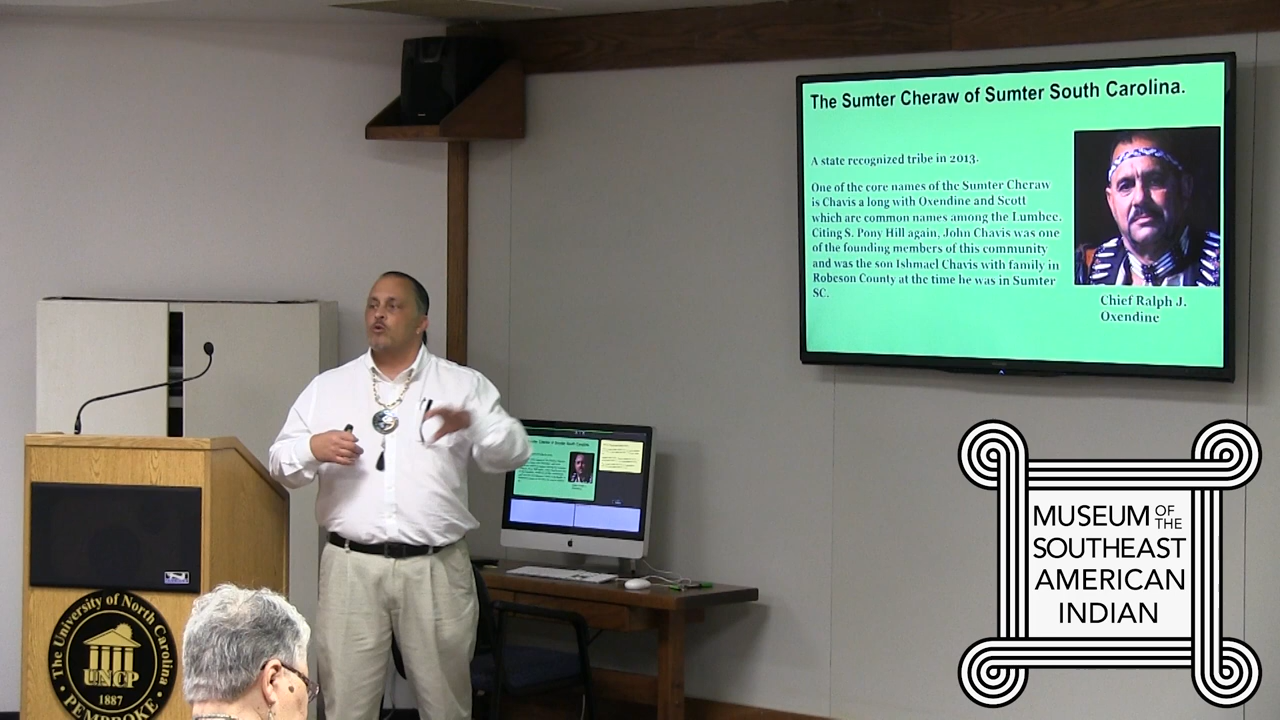 The Sumter Cheraw of Sumter South Carolina.
A state recognized tribe in 2013.
One of the core names of the Sumter Cheraw
is Chavis a long with Oxendine and Scott
which are common names among the Lumbee.
Citing S. Pony Hill again, John Chavis was one
of the founding members of this community
and was the son Ishmael Chavis with family in
Robeson County at the time he was in Sumter
SC.
Chief Ralph J.
Oxendine
MUSEUM OF THE
SOUTHEAST
AMERICAN
INDIAN
The University of North Carolina
UNCP
1887
PEMBROKE